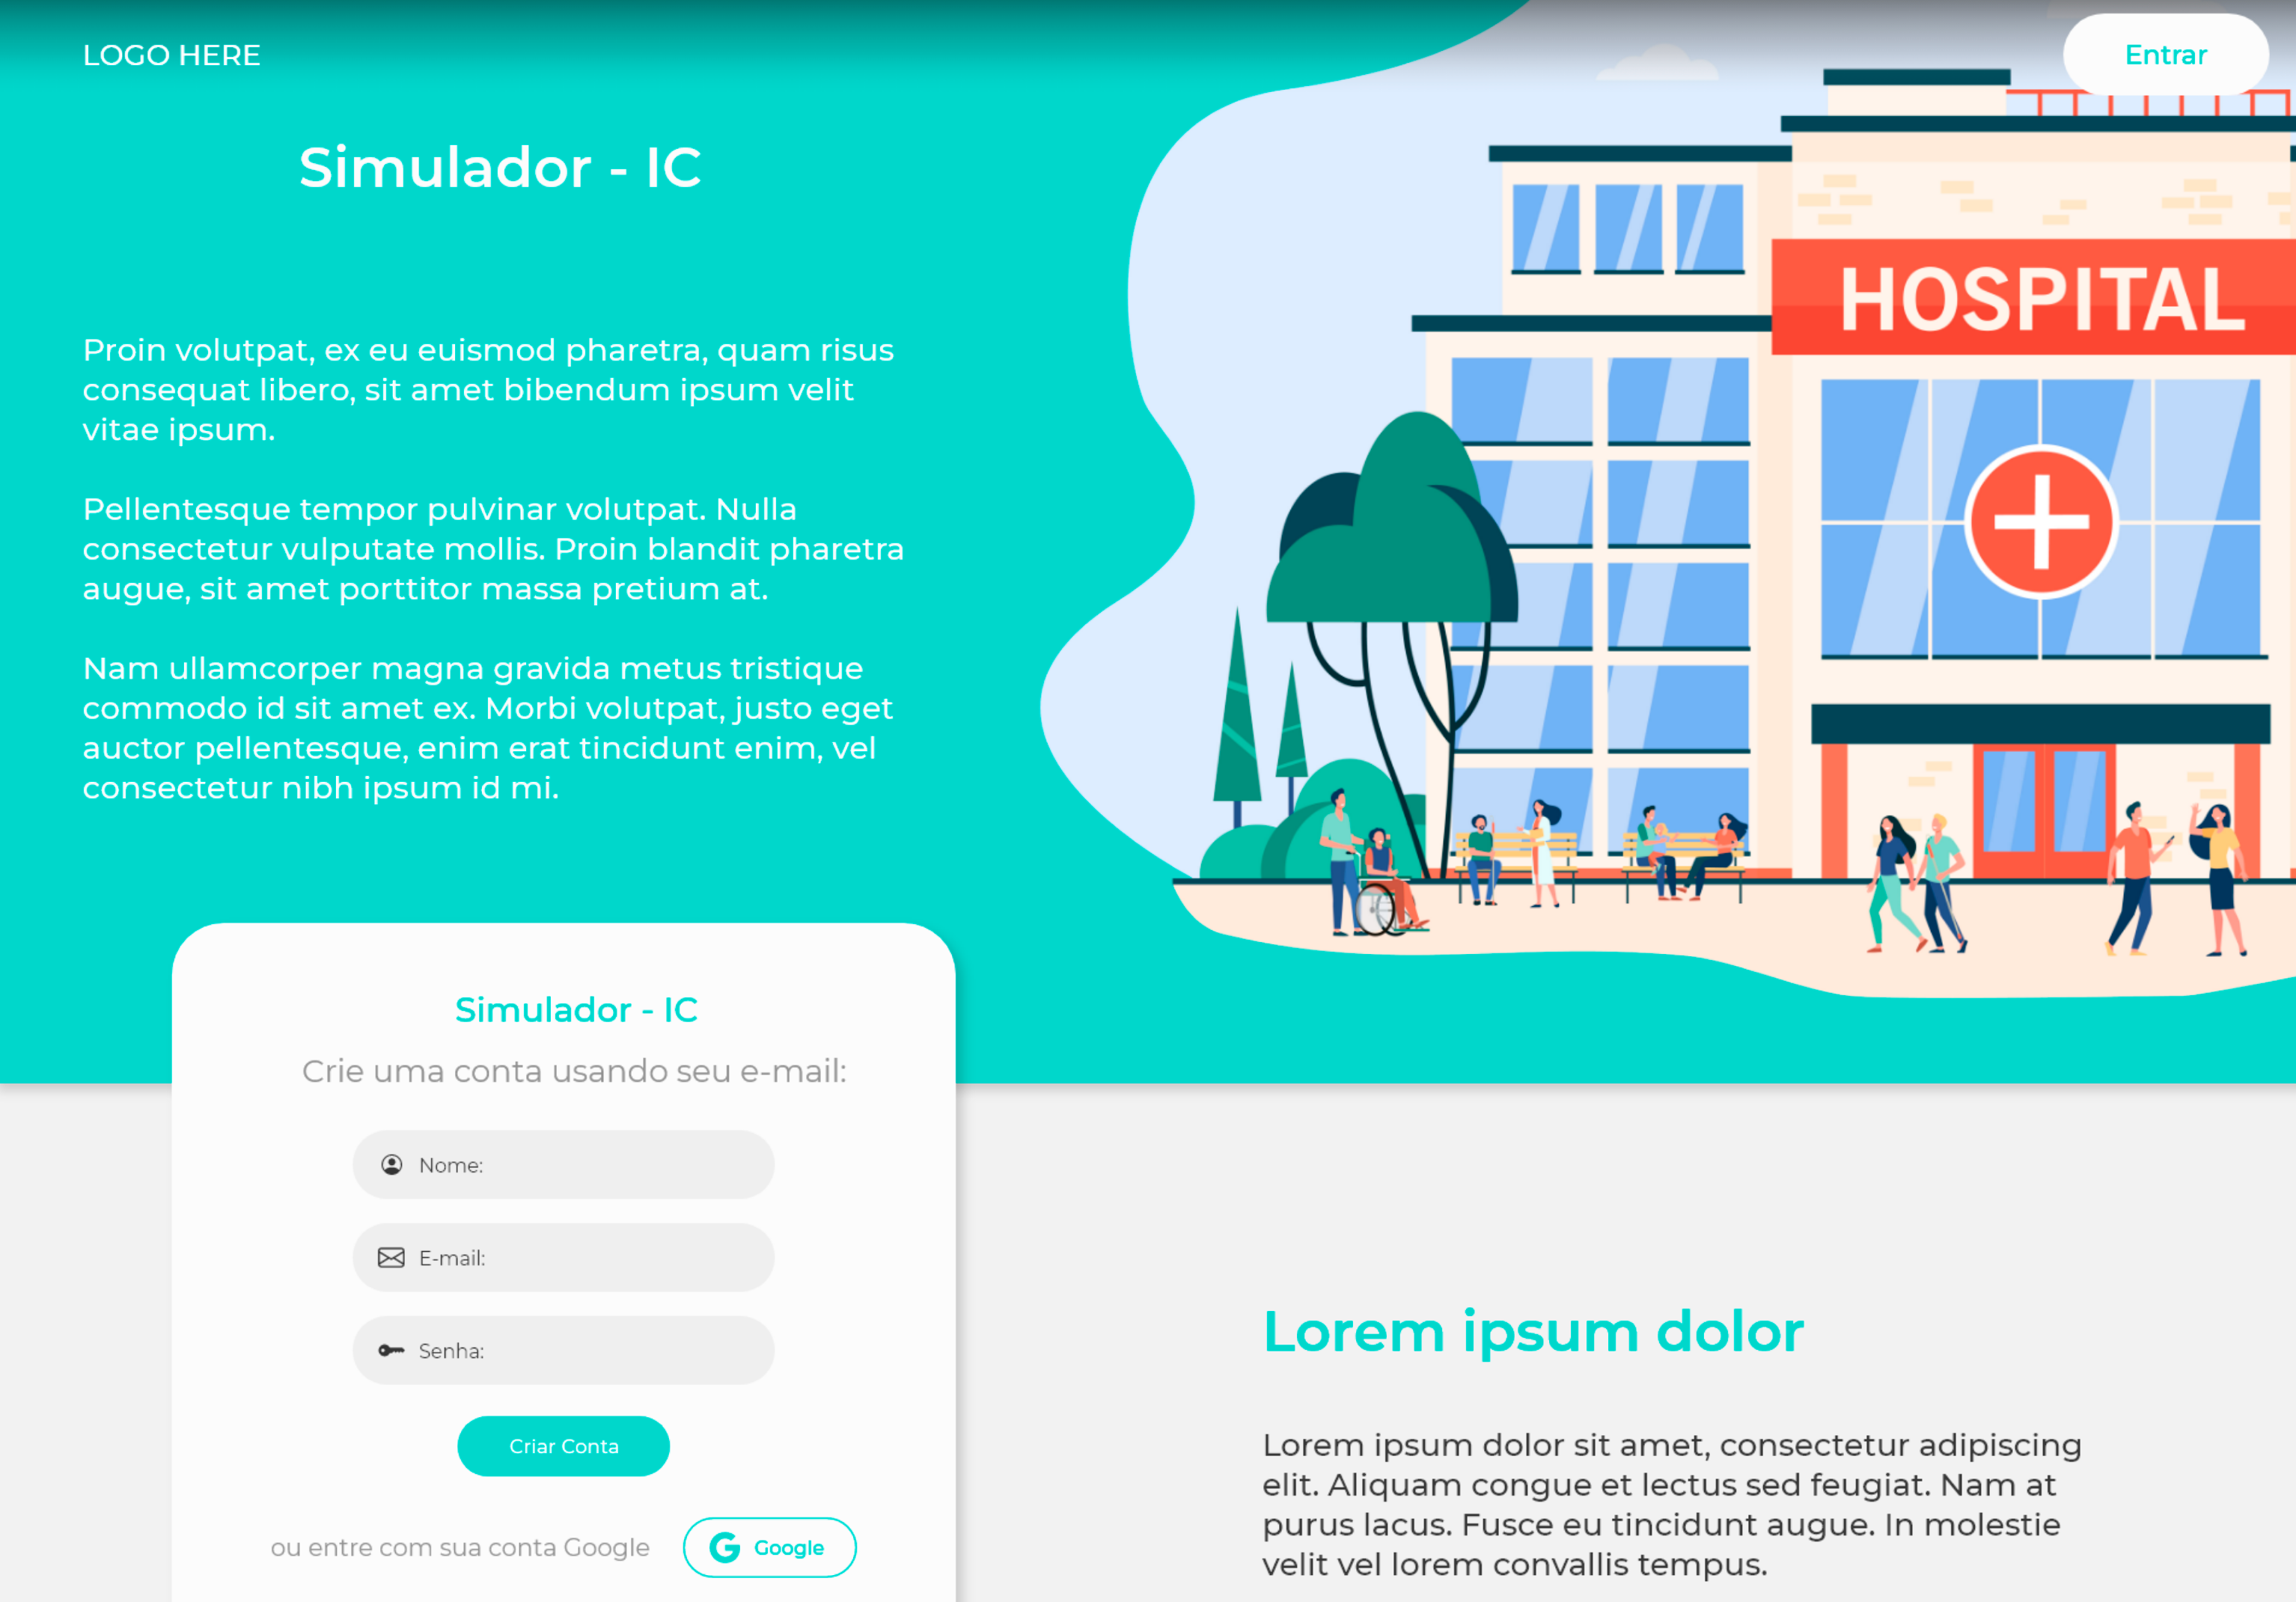 LOGO HERE
Entrar
Simulador - IC
HOSPITAL
Proin volutpat, ex eu euismod pharetra, quam risus
consequat libero, sit amet bibendum ipsum velit
vitae ipsum.
Pellentesque tempor pulvinar volutpat. Nulla
consectetur vulputate mollis. Proin blandit pharetra
augue, sit amet porttitor massa pretium at.
Nam ullamcorper magna gravida metus tristique
commodo id sit amet ex. Morbi volutpat, justo eget
auctor pellentesque, enim erat tincidunt enim, vel
consectetur nibh ipsum id mi.
Simulador - IC
Crie uma conta usando seu e-mail:
Nome:
E-mail:
Senha:
Criar Conta
ou entre com sua conta Google
Google
Lorem ipsum dolor
Lorem ipsum dolor sit amet, consectetur adipiscing
elit. Aliquam congue et lectus sed feugiat. Nam at
purus lacus. Fusce eu tincidunt augue. In molestie
velit vel lorem convallis tempus.